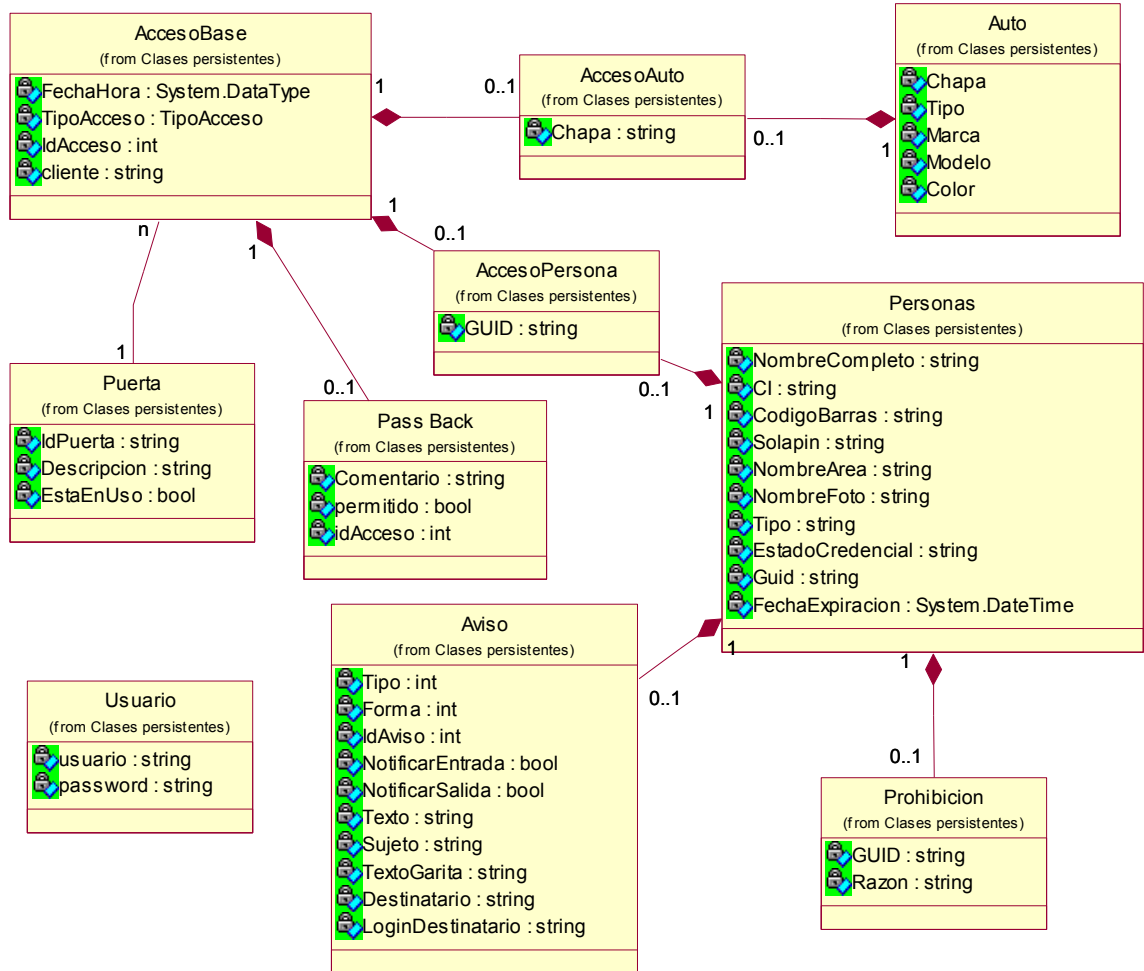 AccesoBase
(from Clases persistentes)
FechaHora : System.DataType
TipoAcceso : TipoAcceso
IdAcceso : int
cliente : string
1
0..1
AccesoAuto
(from Clases persistentes)
Chapa : string
0..1
1
Auto
(from Clases persistentes)
Chapa
Tipo
Marca
Modelo
Color
n
1
1
0..1
1
0..1
AccesoPersona
(from Clases persistentes)
GUID : string
0..1
1
Personas
(from Clases persistentes)
NombreCompleto : string
CI : string
CodigoBarras : string
Solapin : string
NombreArea : string
NombreFoto : string
Tipo : string
EstadoCredencial : string
Guid : string
FechaExpiracion : System.DateTime
Puerta
(from Clases persistentes)
IdPuerta : string
Descripcion : string
EstaEnUso : bool
Pass Back
(from Clases persistentes)
Comentario : string
permitido : bool
idAcceso : int
1
0..1
1
0..1
Aviso
(from Clases persistentes)
Tipo : int
Forma : int
IdAviso : int
NotificarEntrada : bool
NotificarSalida : bool
Texto : string
Sujeto : string
TextoGarita : string
Destinatario : string
LoginDestinatario : string
Usuario
(from Clases persistentes)
usuario : string
password : string
Prohibicion
(from Clases persistentes)
GUID : string
Razon : string